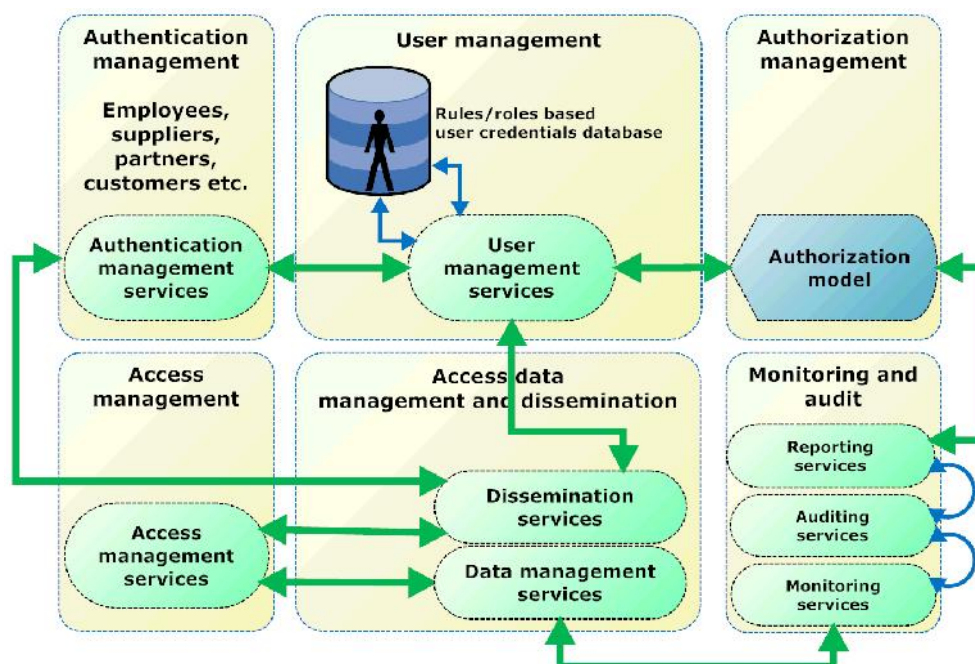 Authentication
management
Employees,
suppliers,
partners,
customers etc.
Authentication
management
services
User management
Rules/roles based
user credentials database
User
management
services
Authorization
management
Authorization
model
Access
management
Access
management
services
Access data
management and dissemination
Dissemination
services
Data management
services
Monitoring and
audit
Reporting
services
Auditing
services
Monitoring
services